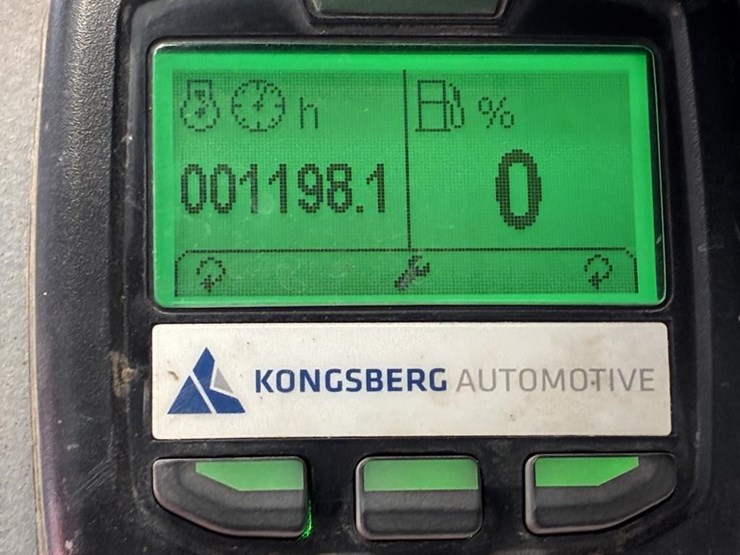 h %
001198.1 0
KONGSBERG AUTOMOTIVE